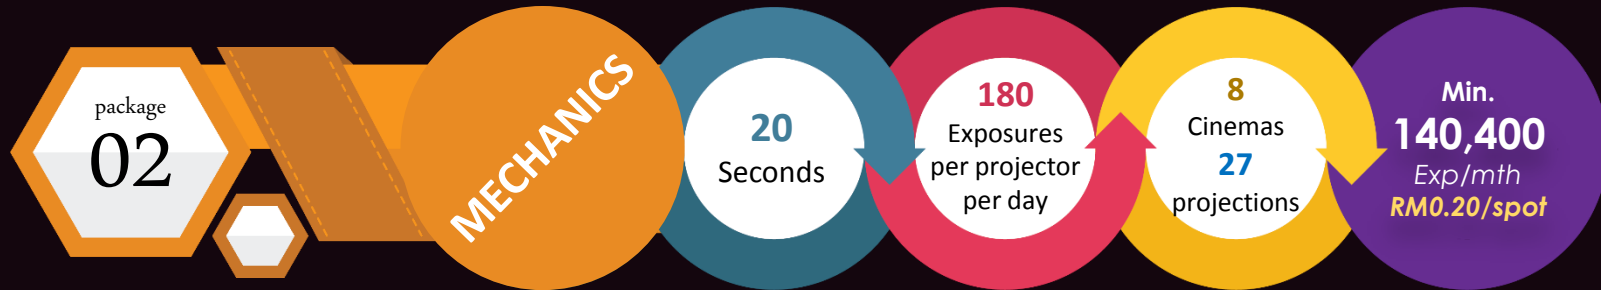 package
02
MECHANICS
20
Seconds
180
Exposures
per projector
per day
8
Cinemas
27
projections
Min.
140,400
Exp/mth
RM0.20/spot